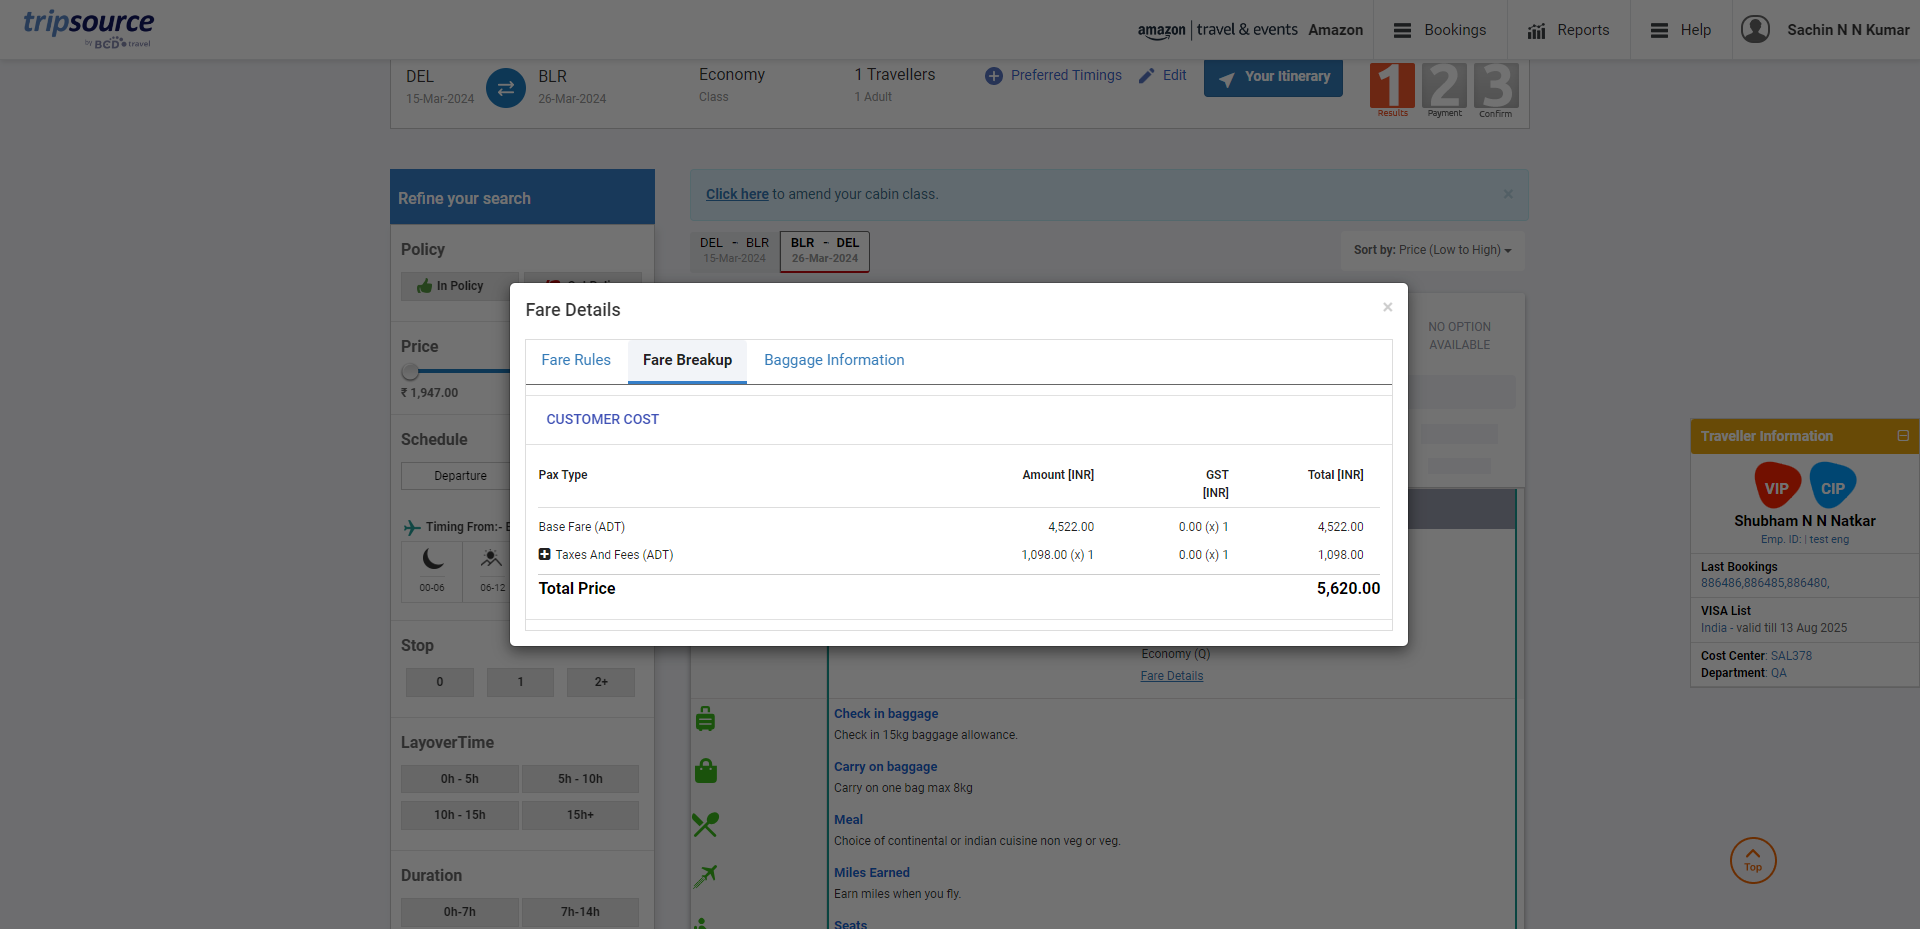 tripsource
by BCD travel
amazon | travel & events Amazon
Bookings
Reports
Help
Sachin N N Kumar
DEL
15-Mar-2024
BLR
26-Mar-2024
Economy
Class
1 Travellers
1 Adult
Preferred Timings
Edit
Your Itinerary
1 Results
2 Payment
3 Confirm
Refine your search
Policy
In Policy
Price
₹ 1,947.00
Schedule
Departure
Timing From:-
00-06
06-12
Stop
0
1
2+
LayoverTime
0h - 5h
5h - 10h
10h - 15h
15h+
Duration
0h-7h
7h-14h
Click here to amend your cabin class.
×
DEL - BLR
15-Mar-2024
BLR - DEL
26-Mar-2024
Sort by: Price (Low to High)
NO OPTION
AVAILABLE
Fare Details
×
Fare Rules
Fare Breakup
Baggage Information
CUSTOMER COST
Pax Type Amount [INR] GST [INR] Total [INR]
Base Fare (ADT) 4,522.00 0.00 (x) 1 4,522.00
Taxes And Fees (ADT) 1,098.00 (x) 1 0.00 (x) 1 1,098.00
Total Price 5,620.00
Economy (Q)
Fare Details
Check in baggage
Check in 15kg baggage allowance.
Carry on baggage
Carry on one bag max 8kg
Meal
Choice of continental or indian cuisine non veg or veg.
Miles Earned
Earn miles when you fly.
Seats
Traveller Information
VIP
CIP
Shubham N N Natkar
Emp. ID: | test eng
Last Bookings
886486,886485,886480,
VISA List
India - valid till 13 Aug 2025
Cost Center: SAL378
Department: QA
Top